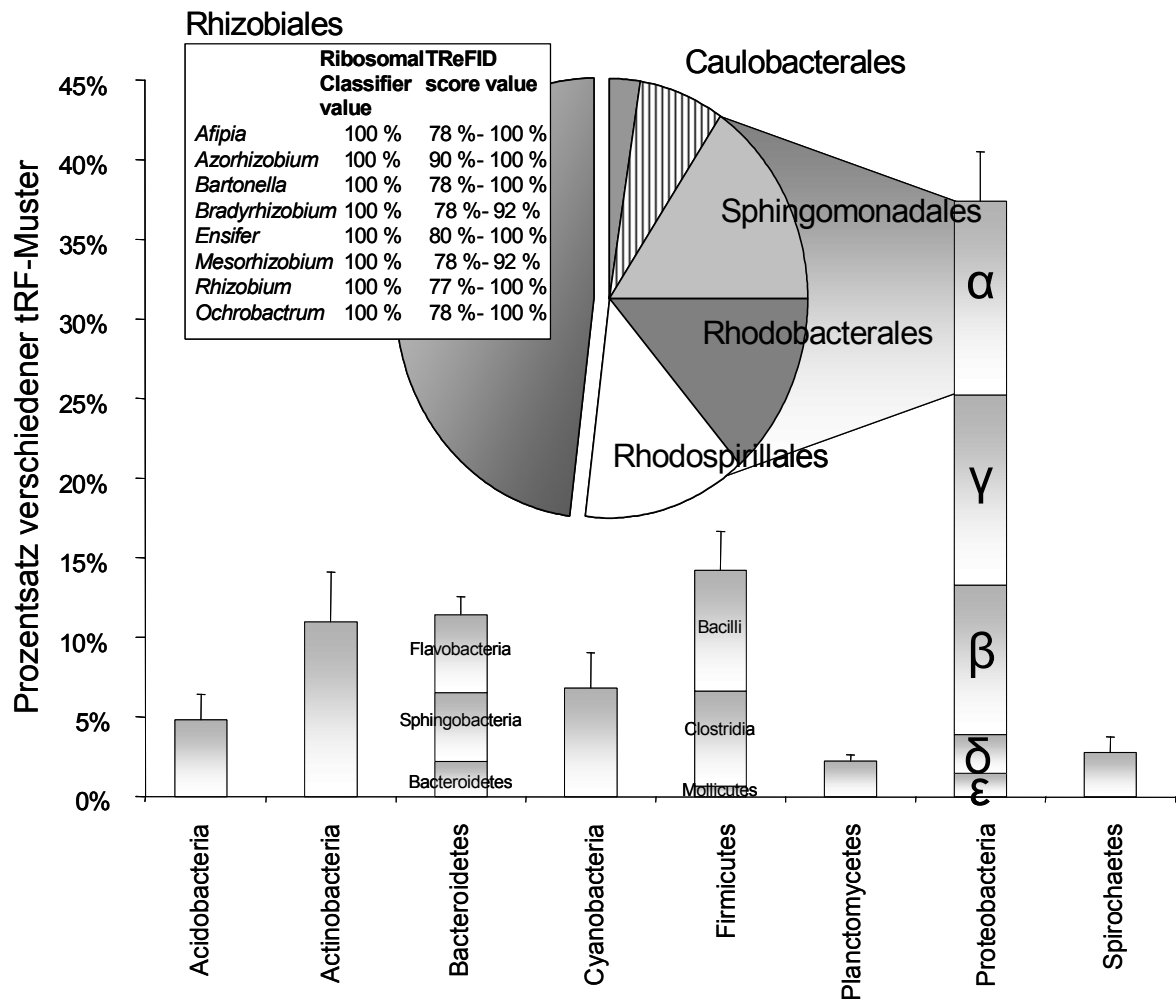 Rhizobiales
Ribosomal TReFID
Classifier score value
value
Afipia 100 % 78 %- 100 %
Azorhizobium 100 % 90 %- 100 %
Bartonella 100 % 78 %- 100 %
Bradyrhizobium 100 % 78 %- 92 %
Ensifer 100 % 80 %- 100 %
Mesorhizobium 100 % 78 %- 92 %
Rhizobium 100 % 77 %- 100 %
Ochrobactrum 100 % 78 %- 100 %
Caulobacterales
Sphingomonadales
Rhodobacterales
Rhodospirillales
Prozentsatz verschiedener tRF-Muster
45%
40%
35%
30%
25%
20%
15%
10%
5%
0%
Flavobacteria
Sphingobacteria
Bacteroidetes
Bacilli
Clostridia
Mollicutes
α
γ
β
δ
ε
Acidobacteria
Actinobacteria
Bacteroidetes
Cyanobacteria
Firmicutes
Planctomycetes
Proteobacteria
Spirochaetes